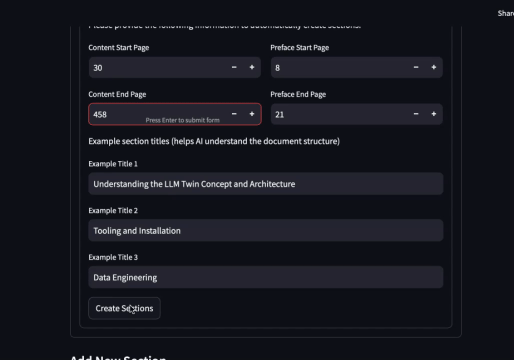 Share
Please provide the following information to automatically create sections.
Content Start Page
Preface Start Page
30 - +
8 - +
Content End Page
Preface End Page
458 Press Enter to submit form - +
21 - +
Example section titles (helps AI understand the document structure)
Example Title 1
Understanding the LLM Twin Concept and Architecture
Example Title 2
Tooling and Installation
Example Title 3
Data Engineering
Create Sections
Add New Section